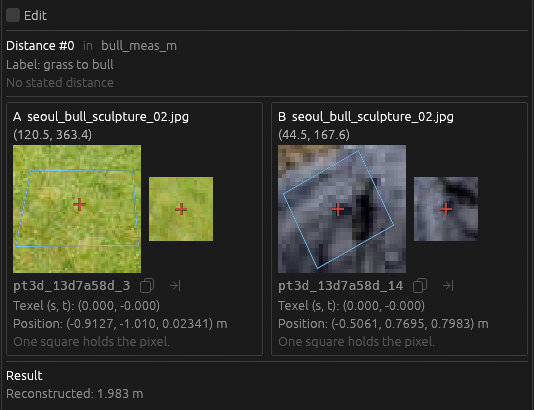 Edit
Distance #0 in bull_meas_m
Label: grass to bull
No stated distance
A seoul_bull_sculpture_02.jpg
(120.5, 363.4)
pt3d_13d7a58d_3
Texel (s, t): (0.000, -0.000)
Position: (-0.9127, -1.010, 0.02341) m
One square holds the pixel.
B seoul_bull_sculpture_02.jpg
(44.5, 167.6)
pt3d_13d7a58d_14
Texel (s, t): (0.000, -0.000)
Position: (-0.5061, 0.7695, 0.7983) m
One square holds the pixel.
Result
Reconstructed: 1.983 m